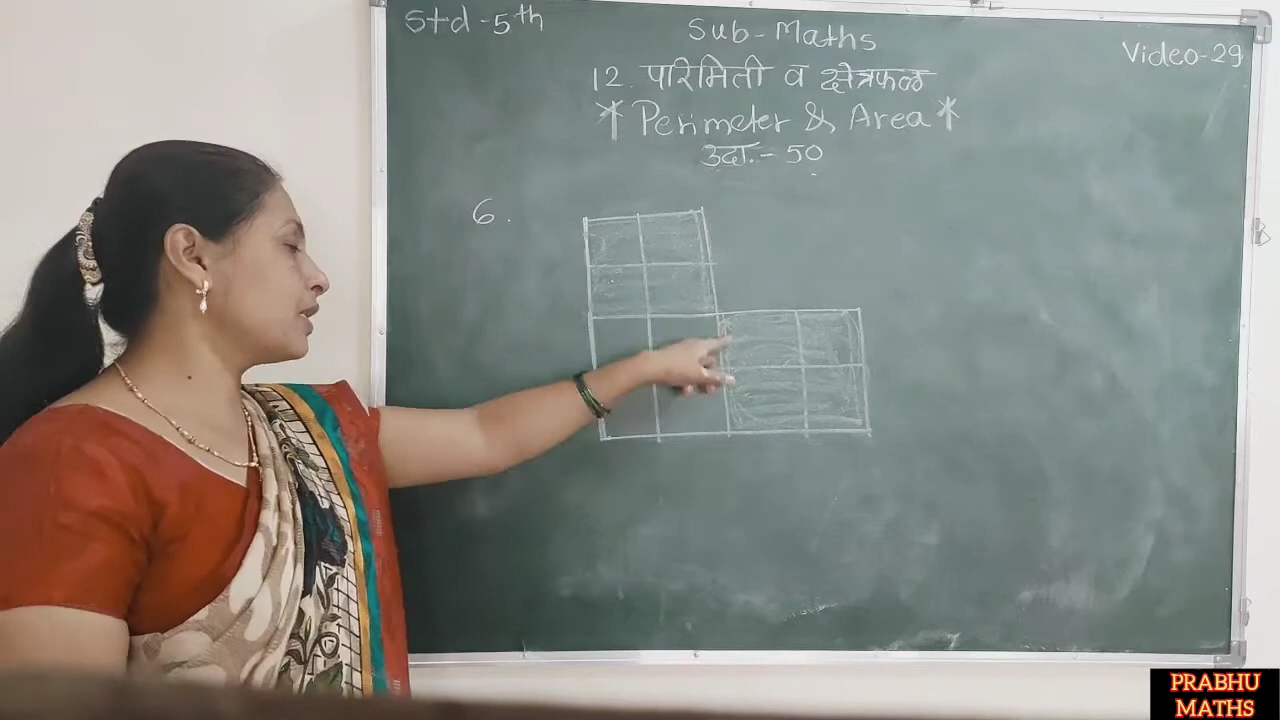 Std-5th
Sub-Maths
Video-29
12. परिमिती व क्षेत्रफळ
* Perimeter & Area *
उदा.- 50
6.
PRABHU
MATHS